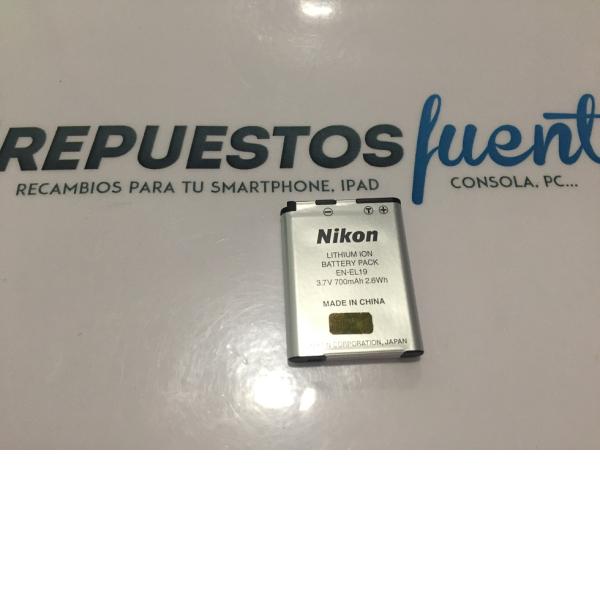 REPUESTOS fuent
RECAMBIOS PARA TU SMARTPHONE, IPAD CONSOLA, PC...
Nikon
LITHIUM ION
BATTERY PACK
EN-EL19
3.7V 700mAh 2.6Wh
MADE IN CHINA
CORPORATION, JAPAN